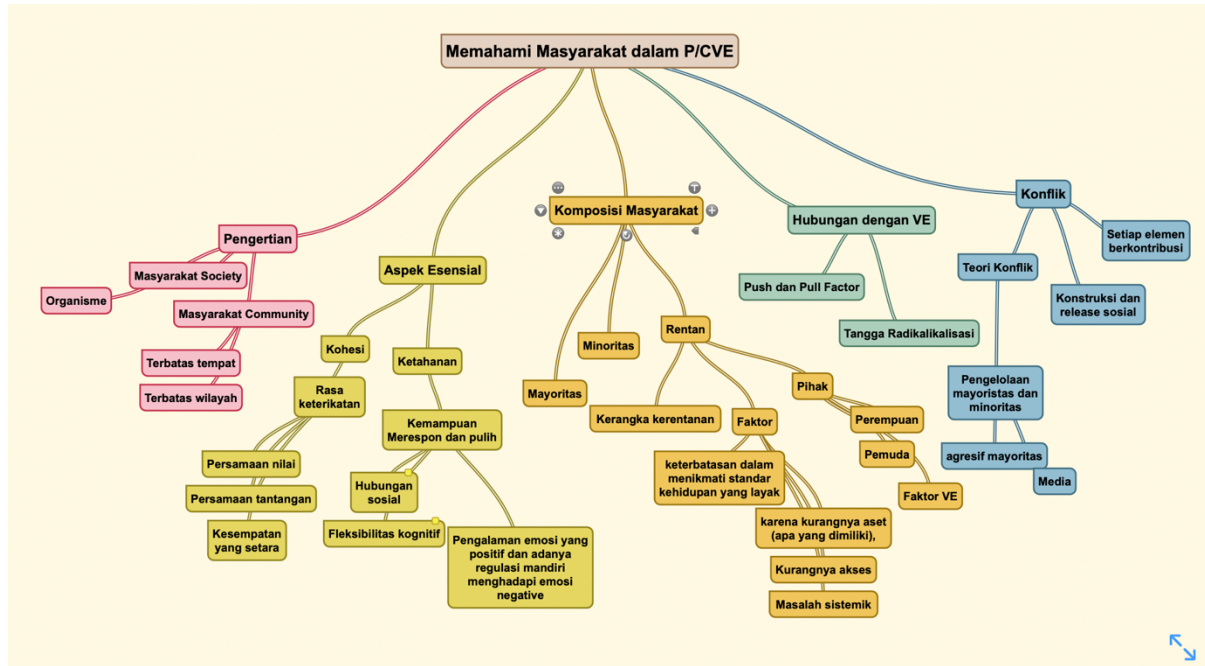 Memahami Masyarakat dalam P/CVE
Pengertian
Masyarakat Society
Organisme
Masyarakat Community
Terbatas tempat
Terbatas wilayah
Aspek Esensial
Kohesi
Rasa
keterikatan
Persamaan nilai
Persamaan tantangan
Kesempatan
yang setara
Ketahanan
Kemampuan
Merespon dan pulih
Hubungan
sosial
Fleksibilitas kognitif
Pengalaman emosi yang
positif dan adanya
regulasi mandiri
menghadapi emosi
negative
Komposisi Masyarakat
Mayoritas
Minoritas
Rentan
Kerangka kerentanan
Faktor
keterbatasan dalam
menikmati standar
kehidupan yang layak
karena kurangnya aset
(apa yang dimiliki),
Kurangnya akses
Masalah sistemik
Pihak
Perempuan
Pemuda
Faktor VE
Hubungan dengan VE
Push dan Pull Factor
Tangga Radikalikalisasi
Konflik
Setiap elemen
berkontribusi
Teori Konflik
Konstruksi dan
release sosial
Pengelolaan
mayoristas dan
minoritas
agresif mayoritas
Media